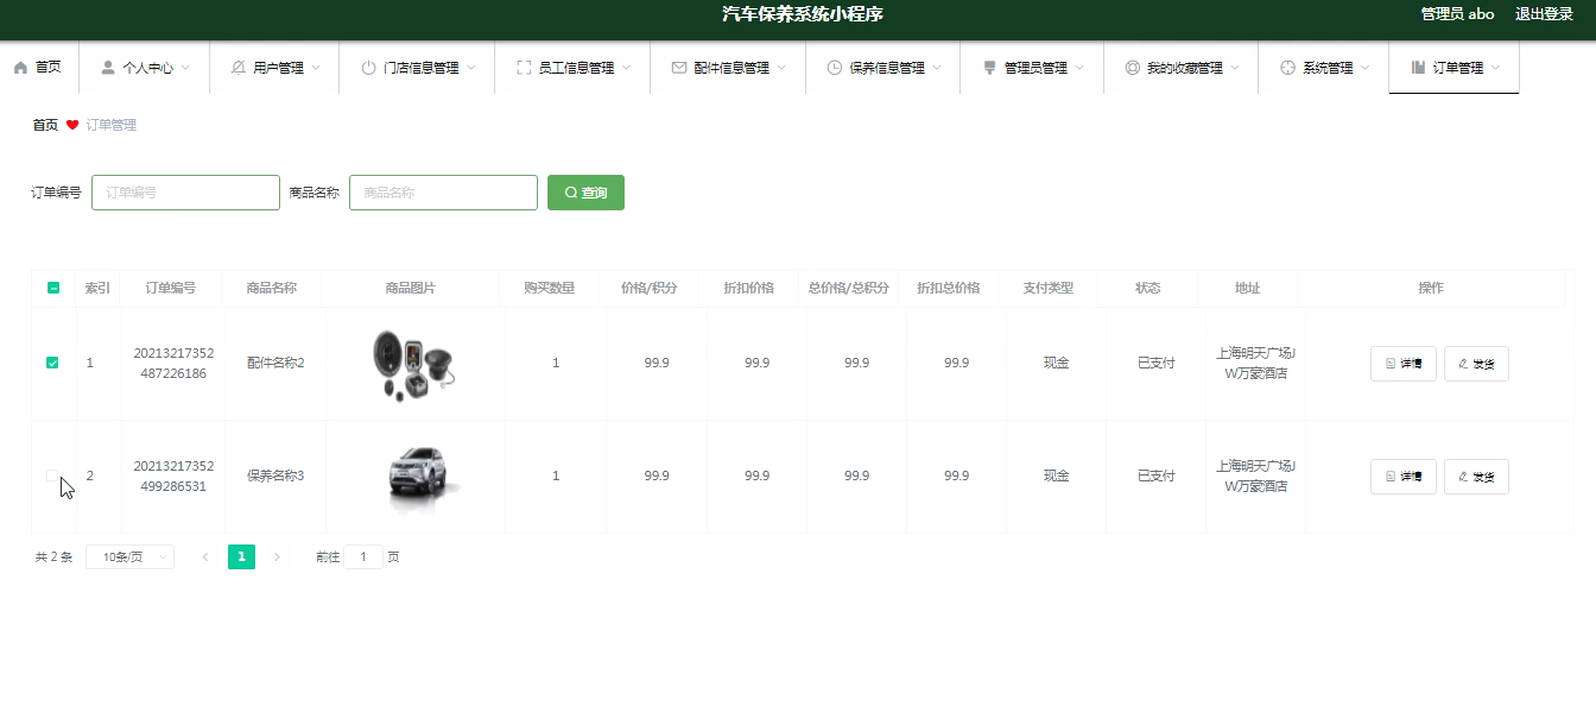 汽车保养系统小程序
管理员 abo 退出登录
首页 个人中心 用户管理 门店信息管理 员工信息管理 配件信息管理 保养信息管理 管理员管理 我的收藏管理 系统管理 订单管理
首页 订单管理
订单编号 订单编号 商品名称 商品名称 查询
索引 订单编号 商品名称 商品图片 购买数量 价格/积分 折扣价格 总价格/总积分 折扣总价格 支付类型 状态 地址 操作
1 20213217352 487226186 配件名称2 1 99.9 99.9 99.9 99.9 现金 已支付 上海明天广场J W万豪酒店 详情 发货
2 20213217352 499286531 保养名称3 1 99.9 99.9 99.9 99.9 现金 已支付 上海明天广场J W万豪酒店 详情 发货
共 2 条 10条/页 1 前往 1 页